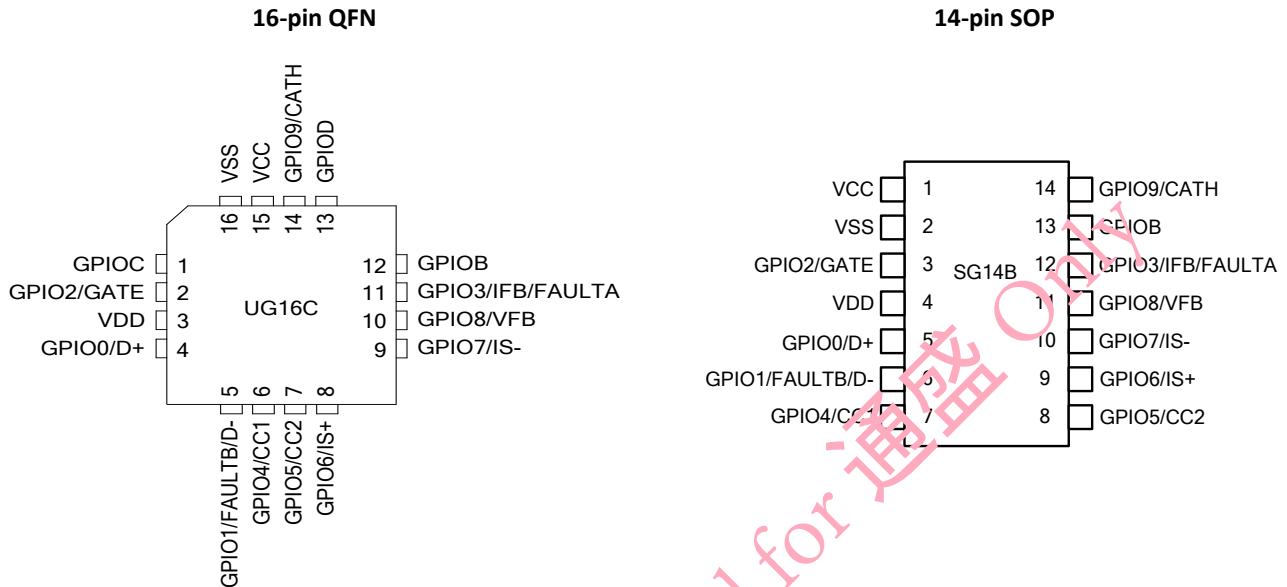 16-pin QFN
14-pin SOP
VSS
VCC
GPIO9/CATH
GPIOD
16
15
14
13
GPIOC 1
GPIO2/GATE 2
VDD 3
GPIO0/D+ 4
UG16C
12 GPIOB
11 GPIO3/IFB/FAULTA
10 GPIO8/VFB
9 GPIO7/IS-
5
6
7
8
GPIO1/FAULTB/D-
GPIO4/CC1
GPIO5/CC2
GPIO6/IS+
VCC 1
VSS 2
GPIO2/GATE 3
VDD 4
GPIO0/D+ 5
GPIO1/FAULTB/D- 6
GPIO4/CC1 7
SG14B
14 GPIO9/CATH
13 GPIOB
12 GPIO3/IFB/FAULTA
11 GPIO8/VFB
10 GPIO7/IS-
9 GPIO6/IS+
8 GPIO5/CC2
for 通盛 Only